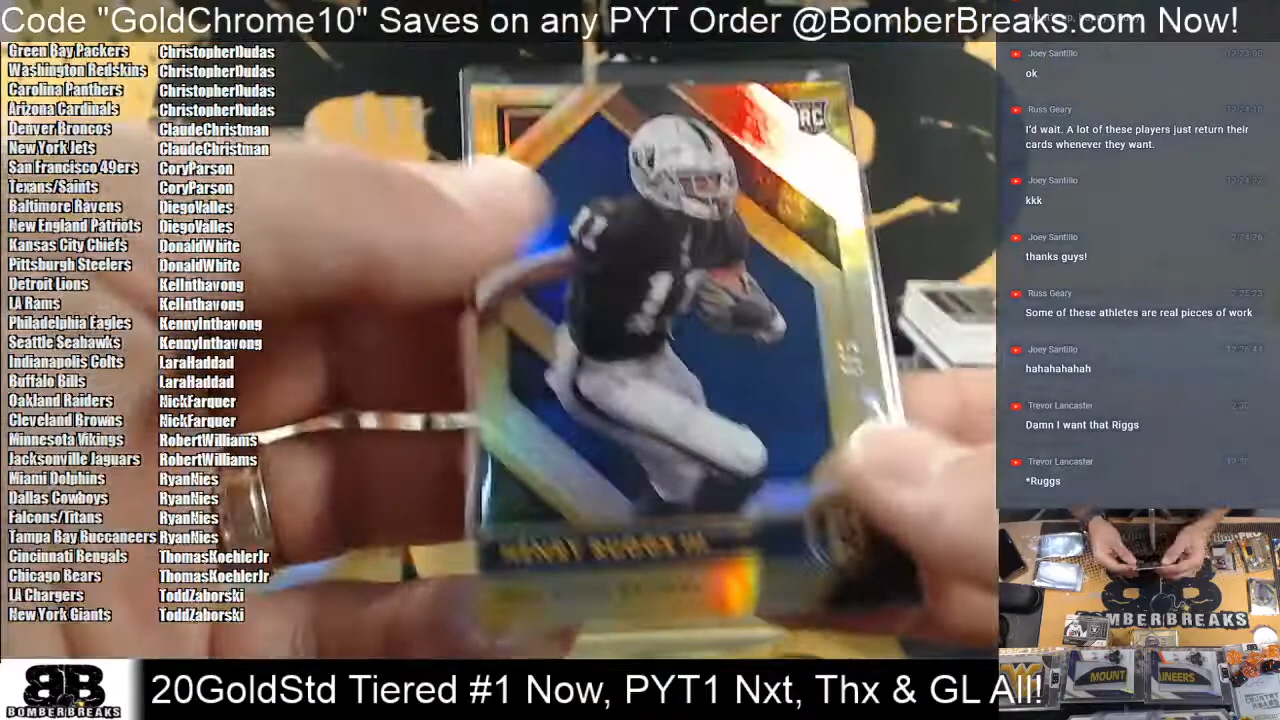 Code "GoldChrome10" Saves on any PYT Order @BomberBreaks.com Now!
Green Bay Packers ChristopherDudas
Washington Redskins ChristopherDudas
Carolina Panthers ChristopherDudas
Arizona Cardinals ChristopherDudas
Denver Broncos ClaudeChristman
New York Jets ClaudeChristman
San Francisco 49ers CoryParson
Texans/Saints CoryParson
Baltimore Ravens DiegoValles
New England Patriots DiegoValles
Kansas City Chiefs DonaldWhite
Pittsburgh Steelers DonaldWhite
Detroit Lions KelInthavong
LA Rams KelInthavong
Philadelphia Eagles KennyInthavong
Seattle Seahawks KennyInthavong
Indianapolis Colts LaraHaddad
Buffalo Bills LaraHaddad
Oakland Raiders NickFarquer
Cleveland Browns NickFarquer
Minnesota Vikings RobertWilliams
Jacksonville Jaguars RobertWilliams
Miami Dolphins RyanNies
Dallas Cowboys RyanNies
Falcons/Titans RyanNies
Tampa Bay Buccaneers RyanNies
Cincinnati Bengals ThomasKoehlerJr
Chicago Bears ThomasKoehlerJr
LA Chargers ToddZaborski
New York Giants ToddZaborski
RC
11
Joey Santillo
ok
Russ Geary
I'd wait. A lot of these players just return their
cards whenever they want.
Joey Santillo
kkk
Joey Santillo
thanks guys!
Russ Geary
Some of these athletes are real pieces of work
Joey Santillo
hahahahahah
Trevor Lancaster
Damn I want that Riggs
Trevor Lancaster
*Ruggs
BB
BOMBERBREAKS
MOUNT
AINEERS
BB
BOMBERBREAKS
20GoldStd Tiered #1 Now, PYT1 Nxt, Thx & GL All!